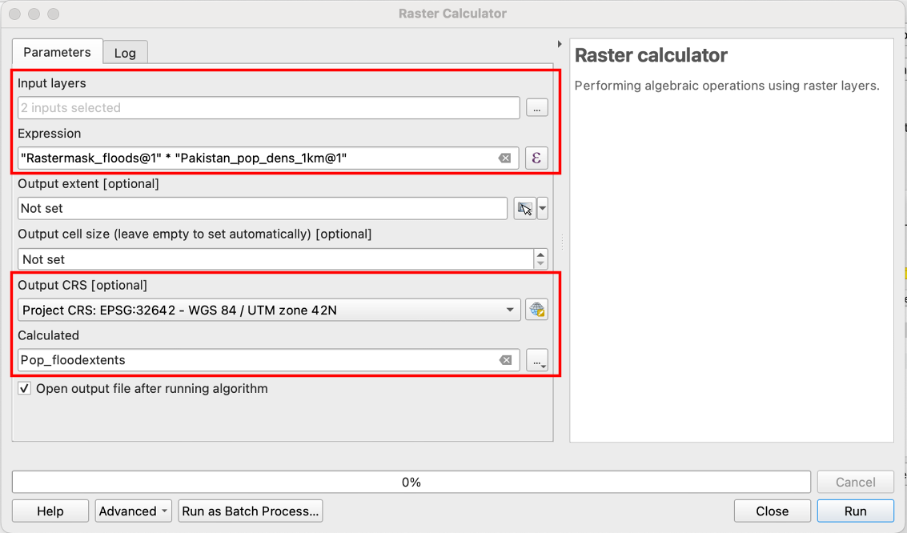 Raster Calculator
Parameters
Log
Input layers
2 inputs selected
...
Expression
"Rastermask_floods@1" * "Pakistan_pop_dens_1km@1"
ε
Output extent [optional]
Not set
Output cell size (leave empty to set automatically) [optional]
Not set
Output CRS [optional]
Project CRS: EPSG:32642 - WGS 84 / UTM zone 42N
Calculated
Pop_floodextents
...
Open output file after running algorithm
Raster calculator
Performing algebraic operations using raster layers.
0%
Cancel
Help
Advanced
Run as Batch Process...
Close
Run